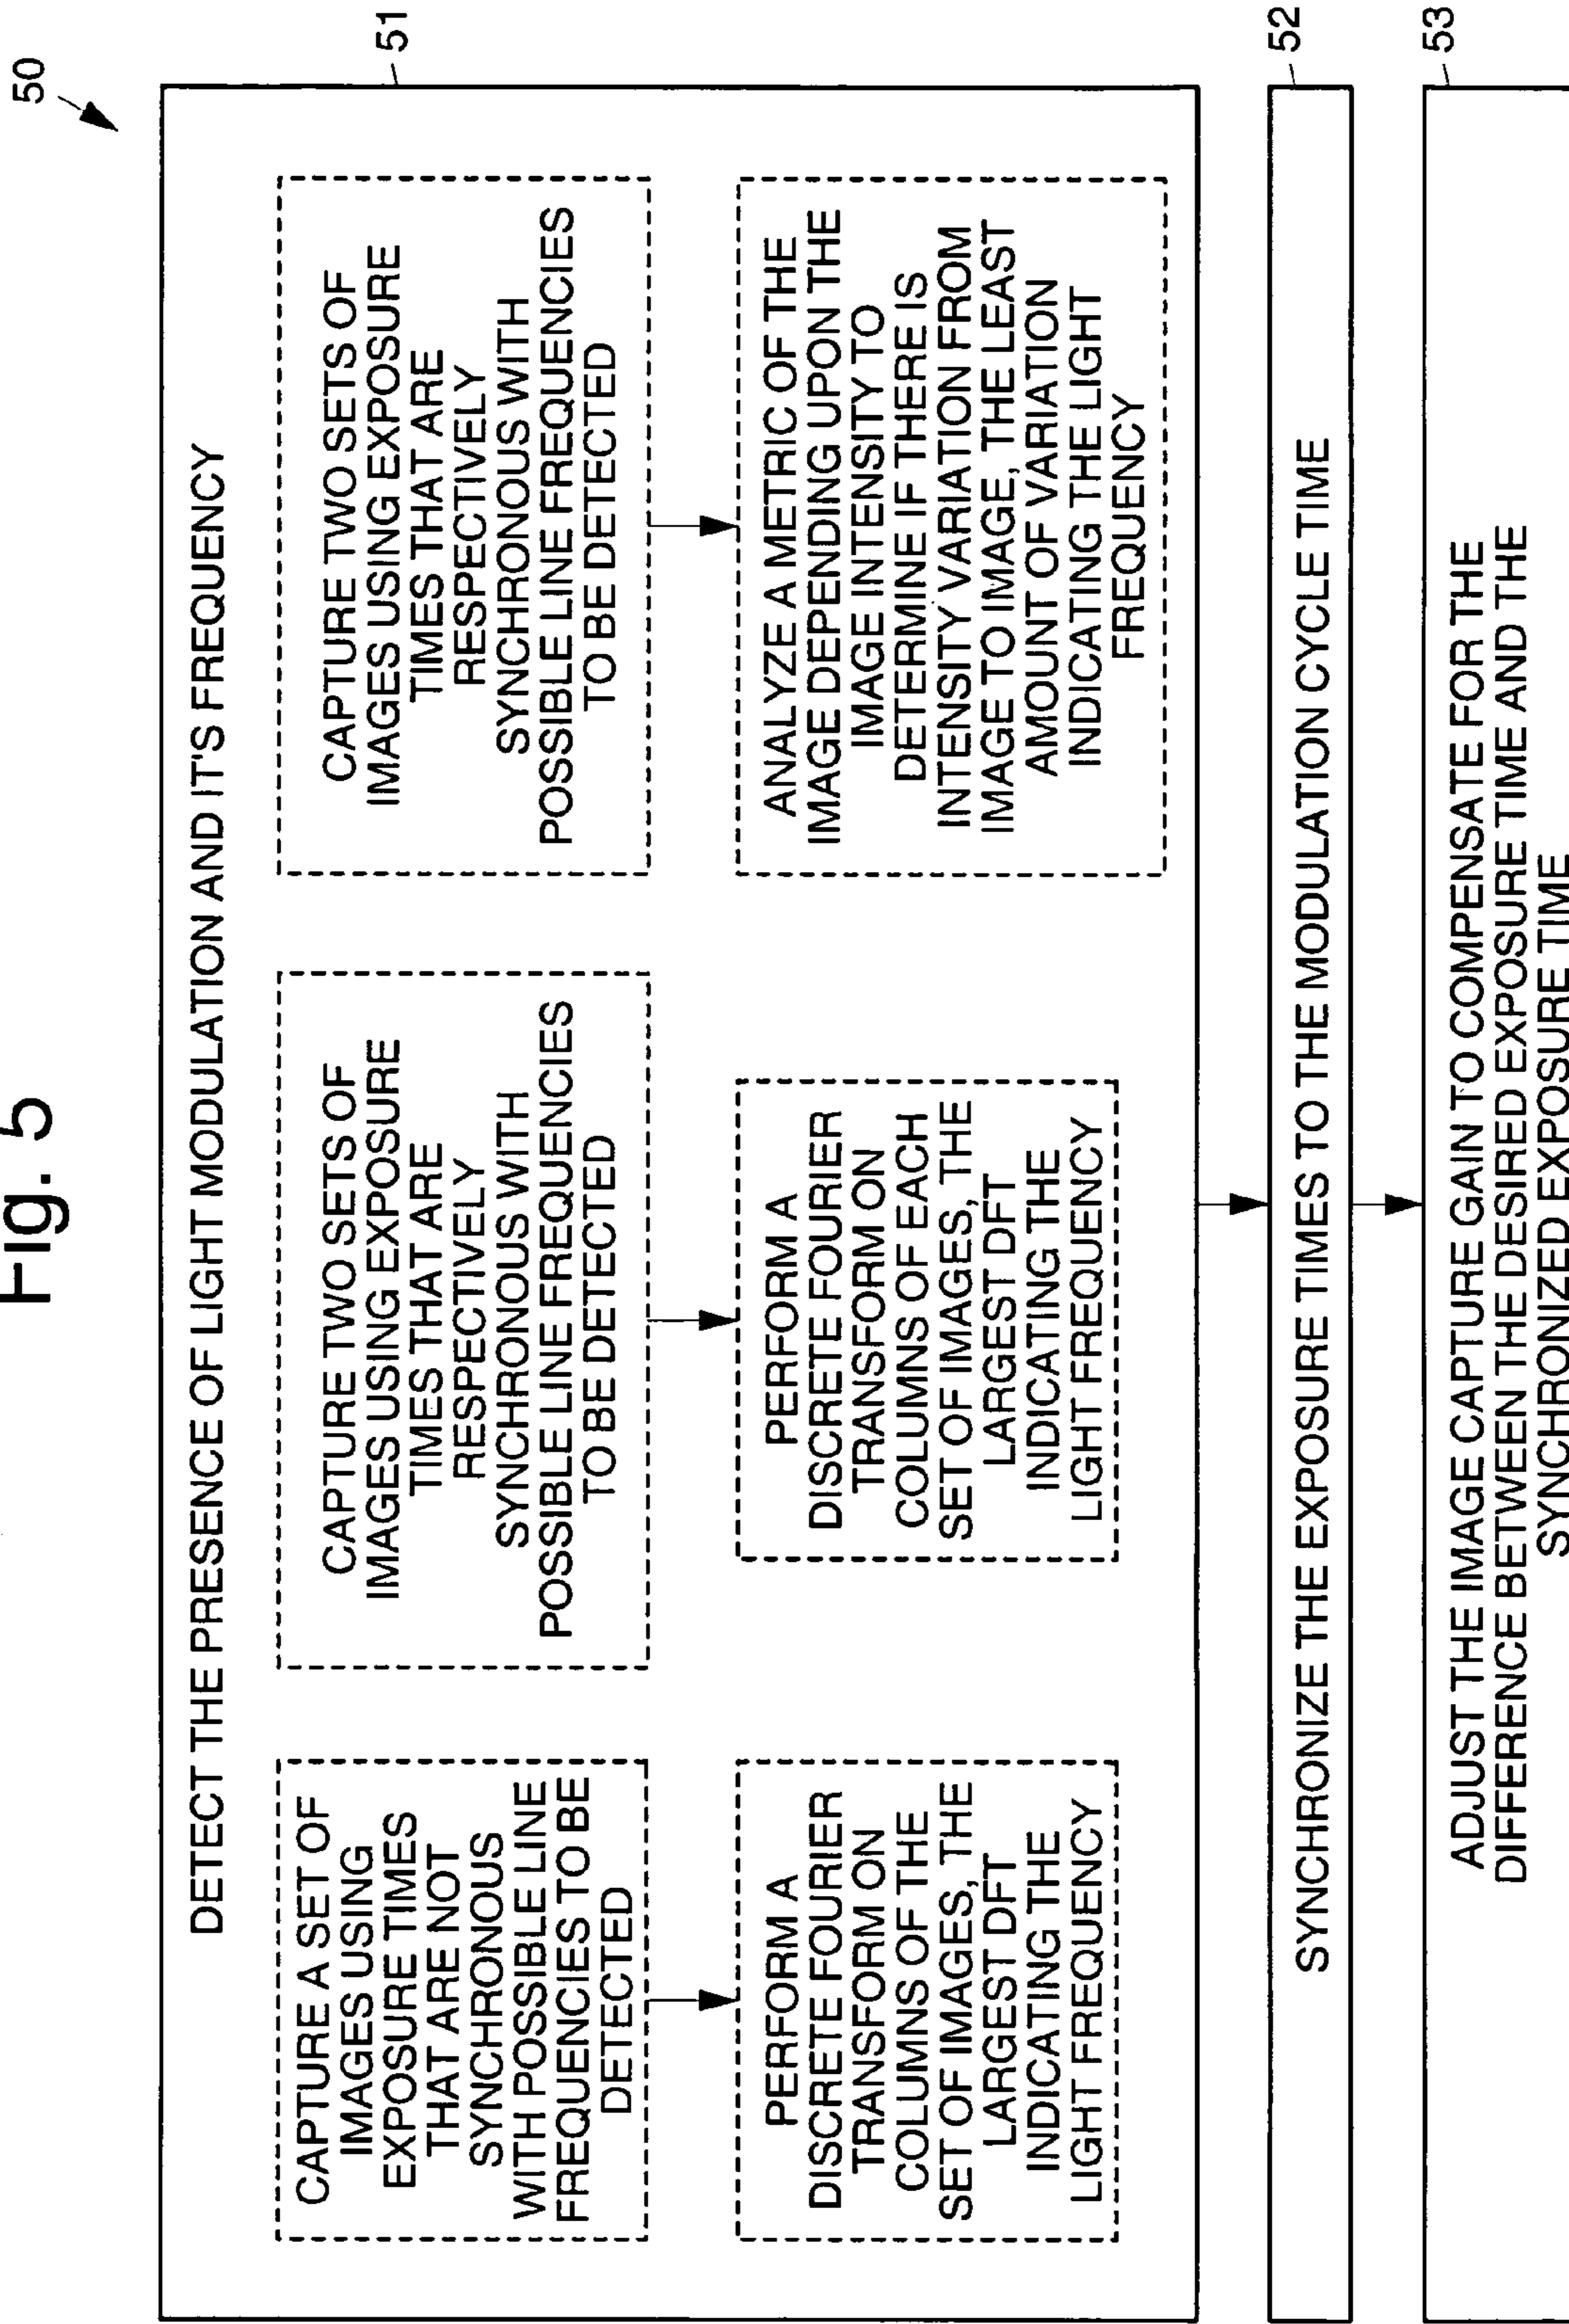 Fig. 5
50
DETECT THE PRESENCE OF LIGHT MODULATION AND IT'S FREQUENCY
51
CAPTURE A SET OF
IMAGES USING
EXPOSURE TIMES
THAT ARE NOT
SYNCHRONOUS
WITH POSSIBLE LINE
FREQUENCIES TO BE
DETECTED
PERFORM A
DISCRETE FOURIER
TRANSFORM ON
COLUMNS OF THE
SET OF IMAGES, THE
LARGEST DFT
INDICATING THE
LIGHT FREQUENCY
CAPTURE TWO SETS OF
IMAGES USING EXPOSURE
TIMES THAT ARE
RESPECTIVELY
SYNCHRONOUS WITH
POSSIBLE LINE FREQUENCIES
TO BE DETECTED
PERFORM A
DISCRETE FOURIER
TRANSFORM ON
COLUMNS OF EACH
SET OF IMAGES, THE
LARGEST DFT
INDICATING THE
LIGHT FREQUENCY
CAPTURE TWO SETS OF
IMAGES USING EXPOSURE
TIMES THAT ARE
RESPECTIVELY
SYNCHRONOUS WITH
POSSIBLE LINE FREQUENCIES
TO BE DETECTED
ANALYZE A METRIC OF THE
IMAGE DEPENDING UPON THE
IMAGE INTENSITY TO
DETERMINE IF THERE IS
INTENSITY VARIATION FROM
IMAGE TO IMAGE, THE LEAST
AMOUNT OF VARIATION
INDICATING THE LIGHT
FREQUENCY
SYNCHRONIZE THE EXPOSURE TIMES TO THE MODULATION CYCLE TIME
52
ADJUST THE IMAGE CAPTURE GAIN TO COMPENSATE FOR THE
DIFFERENCE BETWEEN THE DESIRED EXPOSURE TIME AND THE
SYNCHRONIZED EXPOSURE TIME
53